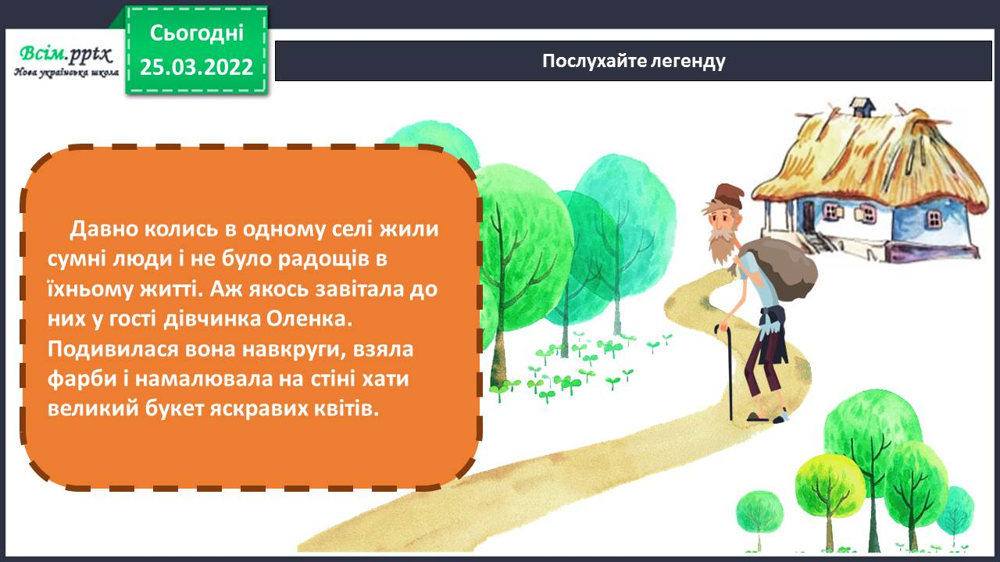 Всім.pptx
Нова українська школа
Сьогодні
25.03.2022
Послухайте легенду
Давно колись в одному селі жили
сумні люди і не було радощів в
їхньому житті. Аж якось завітала до
них у гості дівчинка Оленка.
Подивилася вона навкруги, взяла
фарби і намалювала на стіні хати
великий букет яскравих квітів.